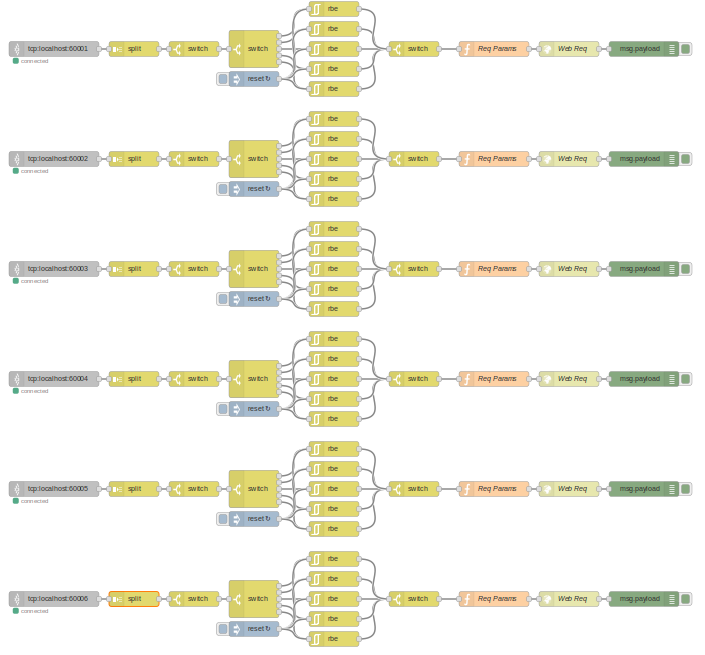 rbe
rbe
tcp:localhost:60001 split switch switch rbe switch Req Params Web Req msg.payload
connected
rbe
reset ↻
rbe
rbe
rbe
tcp:localhost:60002 split switch switch rbe switch Req Params Web Req msg.payload
connected
rbe
reset ↻
rbe
rbe
rbe
tcp:localhost:60003 split switch switch rbe switch Req Params Web Req msg.payload
connected
rbe
reset ↻
rbe
rbe
rbe
tcp:localhost:60004 split switch switch rbe switch Req Params Web Req msg.payload
connected
rbe
reset ↻
rbe
rbe
rbe
tcp:localhost:60005 split switch switch rbe switch Req Params Web Req msg.payload
connected
rbe
reset ↻
rbe
rbe
rbe
tcp:localhost:60006 split switch switch rbe switch Req Params Web Req msg.payload
connected
rbe
reset ↻
rbe